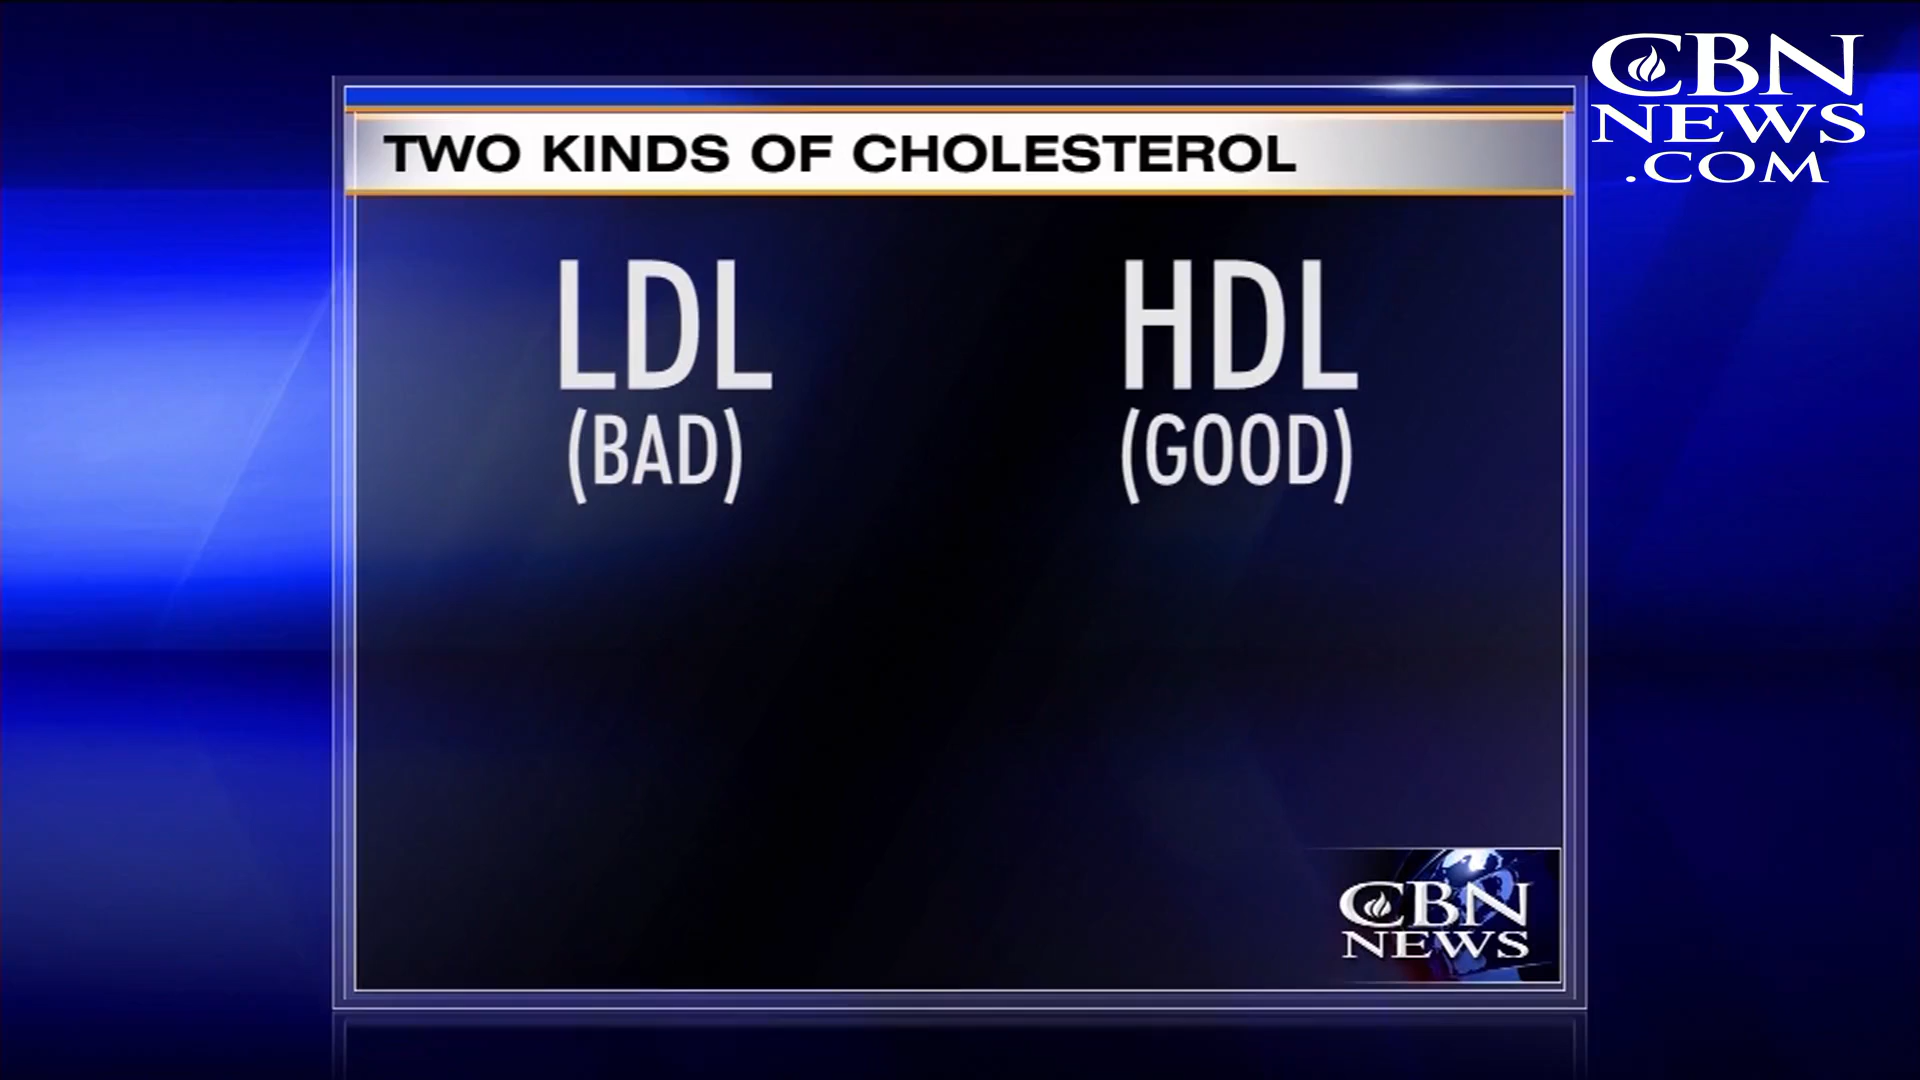 CBN
NEWS
.COM
TWO KINDS OF CHOLESTEROL
LDL
(BAD)
HDL
(GOOD)
CBN
NEWS